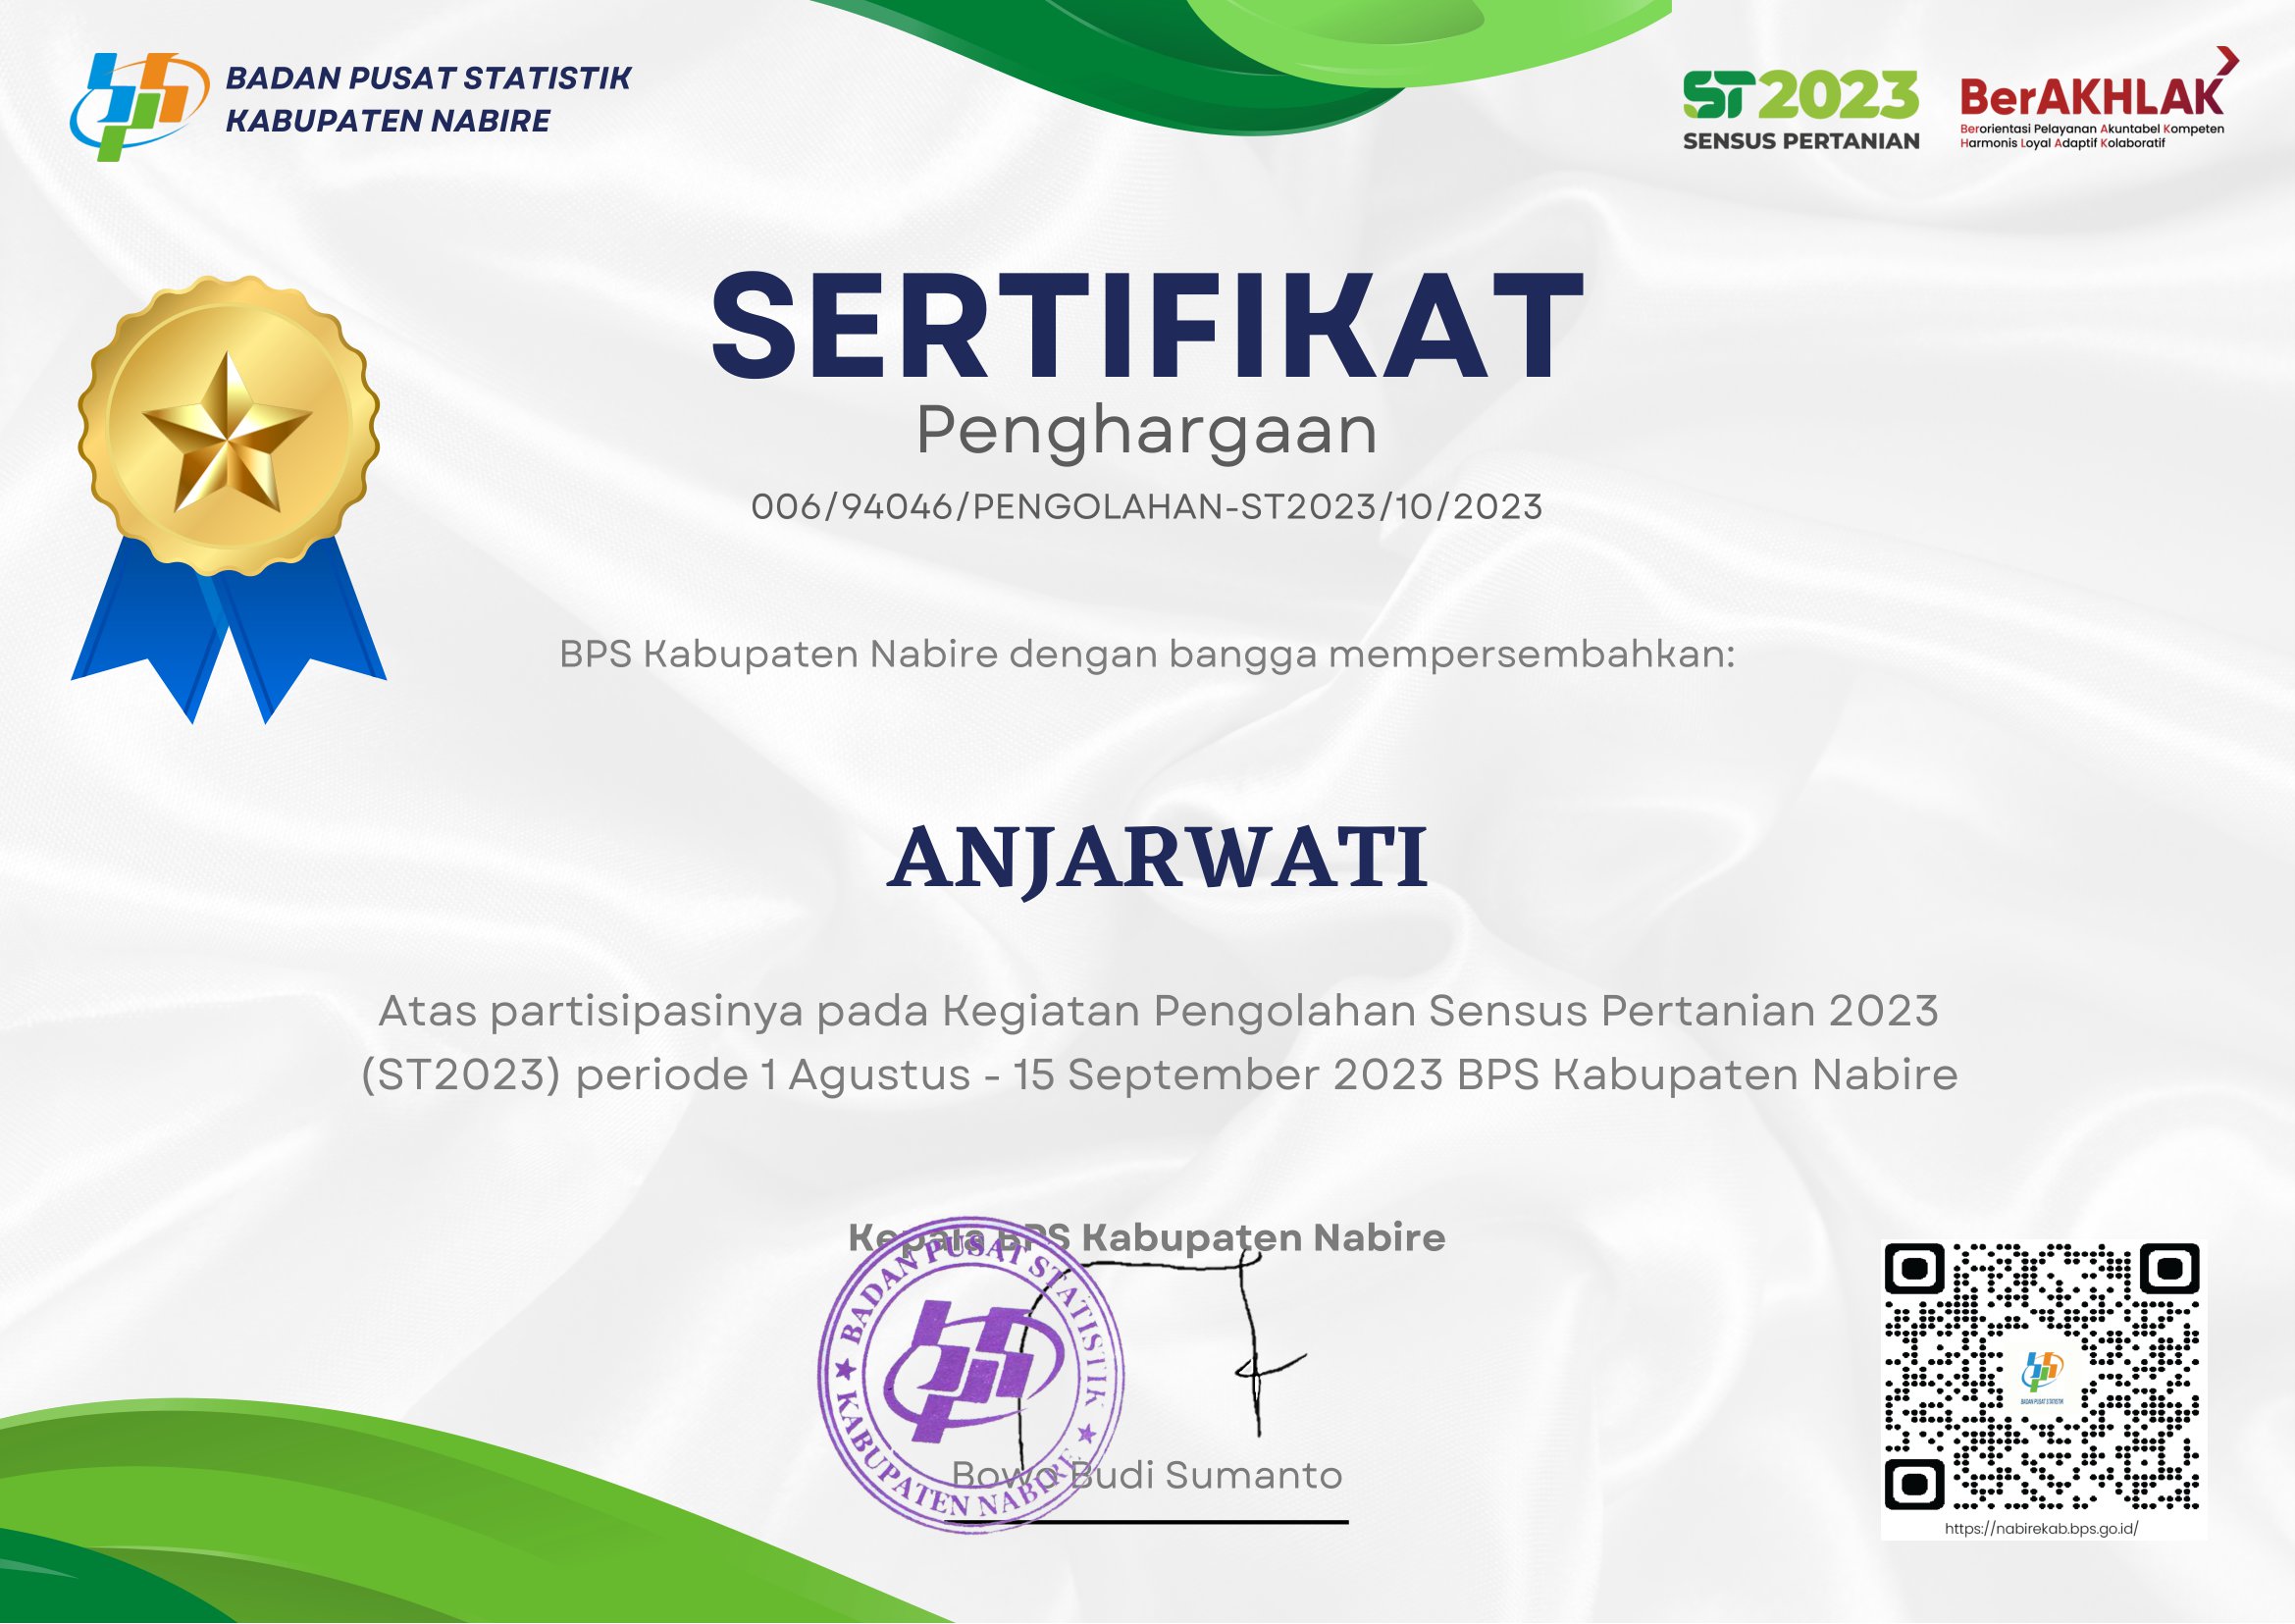 BADAN PUSAT STATISTIK
KABUPATEN NABIRE
ST2023
SENSUS PERTANIAN
BerAKHLAK
Berorientasi Pelayanan Akuntabel Kompeten
Harmonis Loyal Adaptif Kolaboratif
SERTIFIKAT
Penghargaan
006/94046/PENGOLAHAN-ST2023/10/2023
BPS Kabupaten Nabire dengan bangga mempersembahkan:
ANJARWATI
Atas partisipasinya pada Kegiatan Pengolahan Sensus Pertanian 2023
(ST2023) periode 1 Agustus - 15 September 2023 BPS Kabupaten Nabire
Kepala BPS Kabupaten Nabire
BADAN PUSAT STATISTIK
KABUPATEN NABIRE
Bowo Budi Sumanto
BADAN PUSAT STATISTIK
https://nabirekab.bps.go.id/